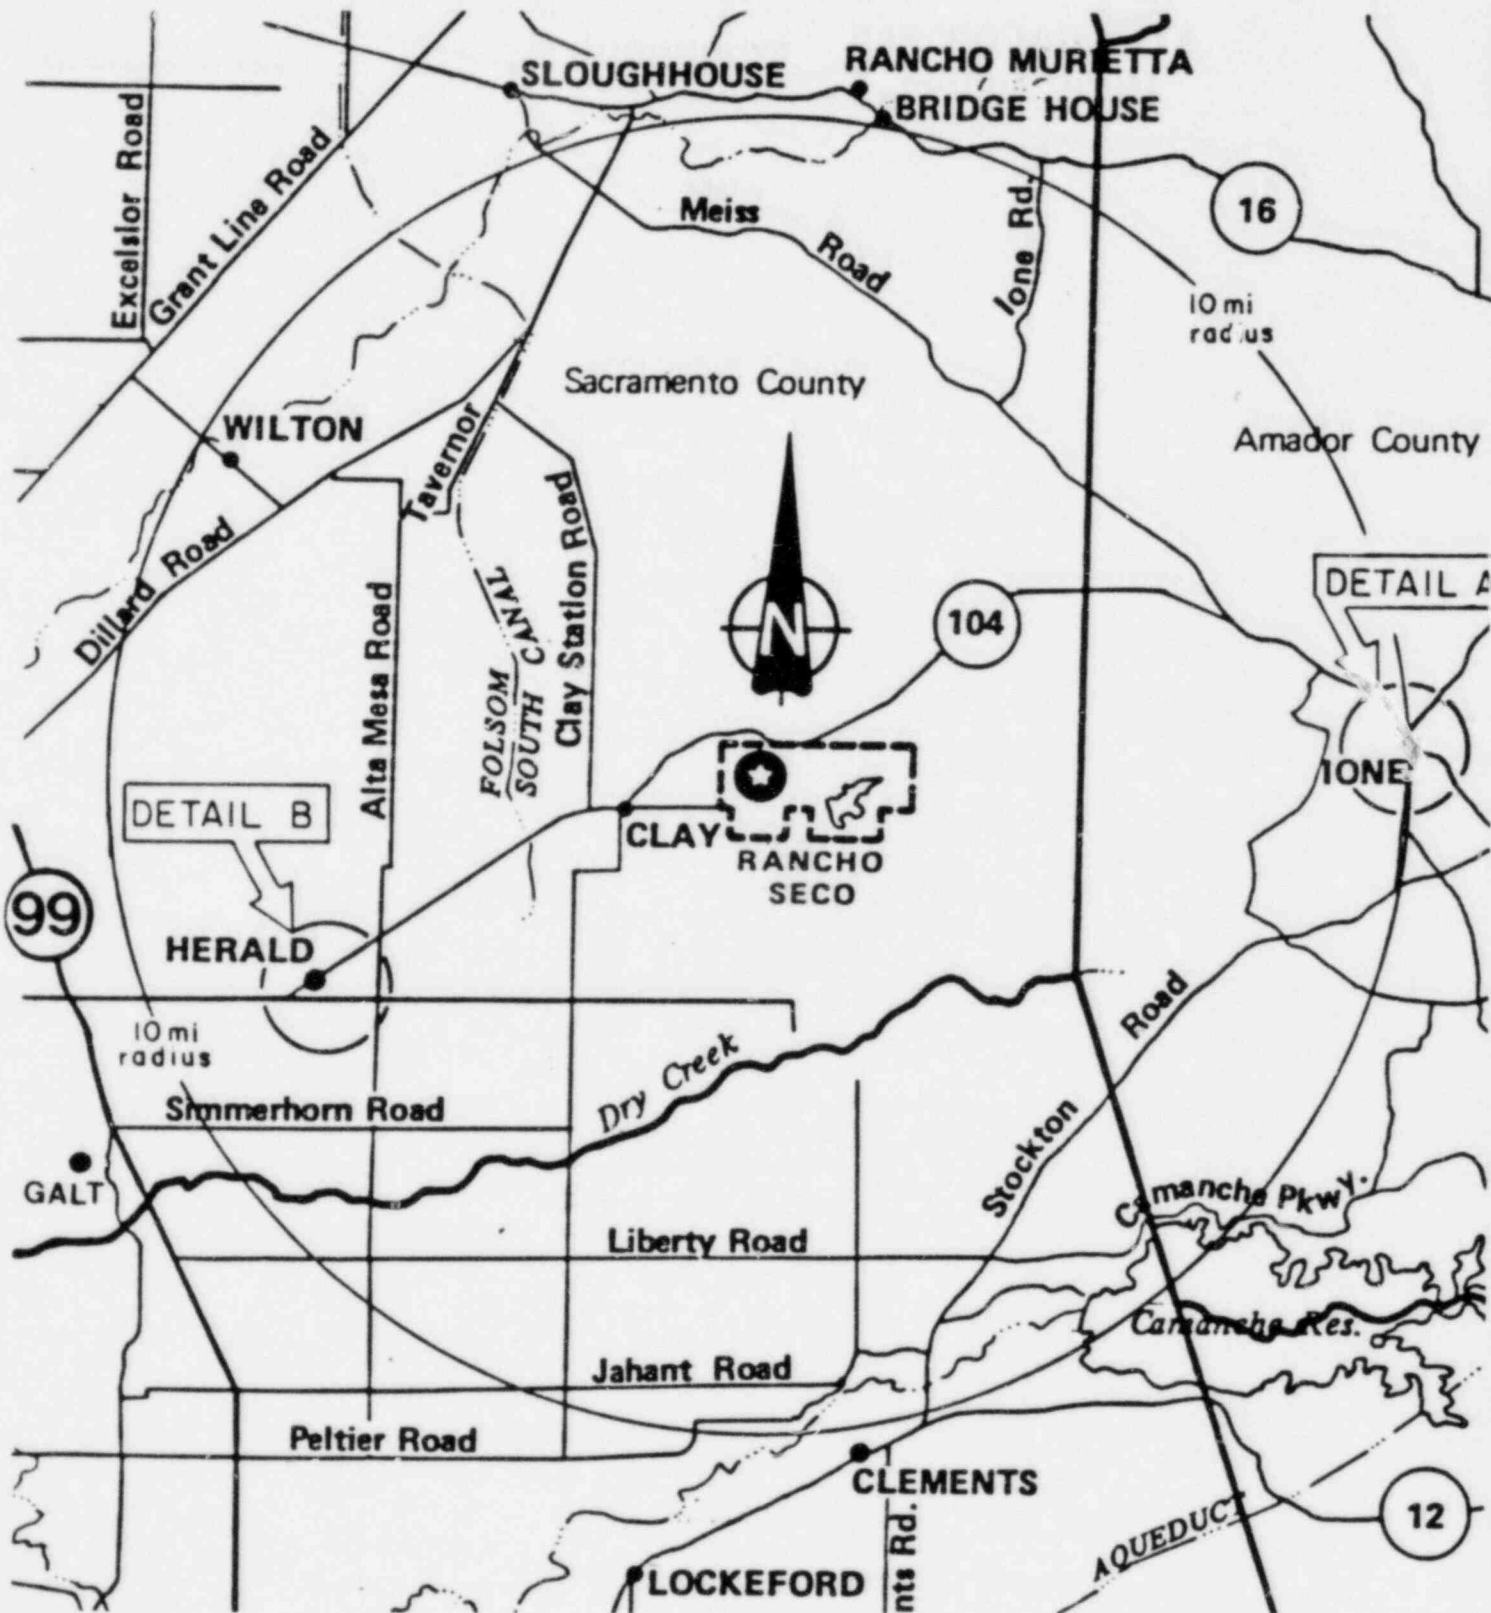 SLOUGHHOUSE
RANCHO MURIETTA
BRIDGE HOUSE
Excelsior Road
Grant Line Road
Meiss
Road
Ione Rd.
16
10 mi
radius
Sacramento County
Amador County
WILTON
Tavernor
Dillard Road
Alta Mesa Road
FOLSOM
SOUTH CANAL
Clay Station Road
N
104
DETAIL A
IONE
DETAIL B
CLAY
RANCHO
SECO
99
HERALD
10 mi
radius
Simmerhorn Road
Dry Creek
Stockton
Road
GALT
Camanche Pkwy.
Liberty Road
Camanche Res.
Jahant Road
Peltier Road
CLEMENTS
12
AQUEDUCT
nts Rd.
LOCKEFORD